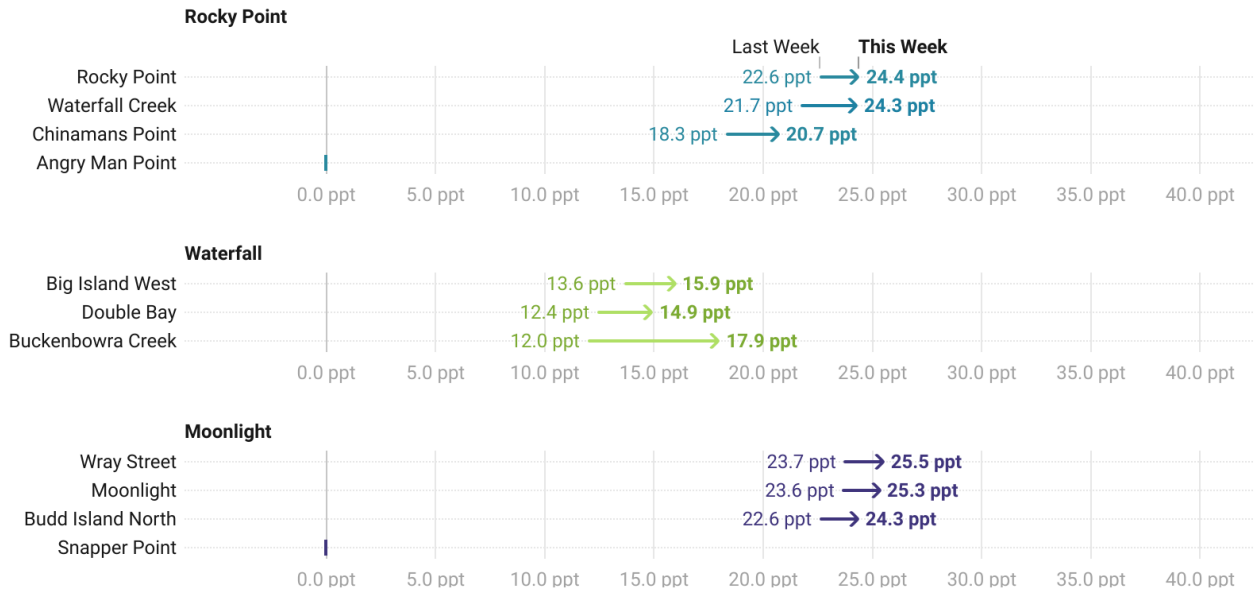 Rocky Point
Last Week This Week
Rocky Point 22.6 ppt 24.4 ppt
Waterfall Creek 21.7 ppt 24.3 ppt
Chinamans Point 18.3 ppt 20.7 ppt
Angry Man Point
0.0 ppt 5.0 ppt 10.0 ppt 15.0 ppt 20.0 ppt 25.0 ppt 30.0 ppt 35.0 ppt 40.0 ppt
Waterfall
Big Island West 13.6 ppt 15.9 ppt
Double Bay 12.4 ppt 14.9 ppt
Buckenbowra Creek 12.0 ppt 17.9 ppt
0.0 ppt 5.0 ppt 10.0 ppt 15.0 ppt 20.0 ppt 25.0 ppt 30.0 ppt 35.0 ppt 40.0 ppt
Moonlight
Wray Street 23.7 ppt 25.5 ppt
Moonlight 23.6 ppt 25.3 ppt
Budd Island North 22.6 ppt 24.3 ppt
Snapper Point
0.0 ppt 5.0 ppt 10.0 ppt 15.0 ppt 20.0 ppt 25.0 ppt 30.0 ppt 35.0 ppt 40.0 ppt